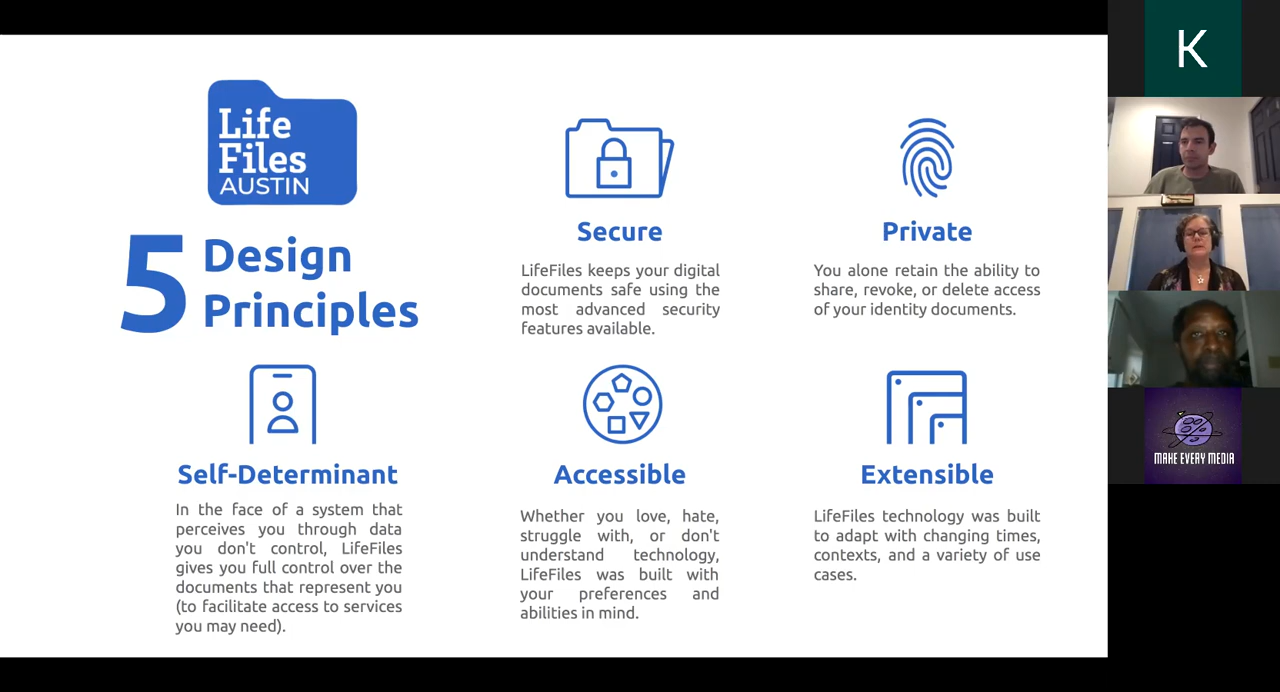 Life
Files
AUSTIN
5 Design
Principles
Secure
LifeFiles keeps your digital
documents safe using the
most advanced security
features available.
Private
You alone retain the ability to
share, revoke, or delete access
of your identity documents.
Self-Determinant
In the face of a system that
perceives you through data
you don't control, LifeFiles
gives you full control over the
documents that represent you
(to facilitate access to services
you may need).
Accessible
Whether you love, hate,
struggle with, or don't
understand technology,
LifeFiles was built with
your preferences and
abilities in mind.
Extensible
LifeFiles technology was built
to adapt with changing times,
contexts, and a variety of use
cases.
K
MAKE EVERY MEDIA